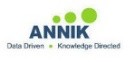 ANNIK
Data Driven • Knowledge Directed